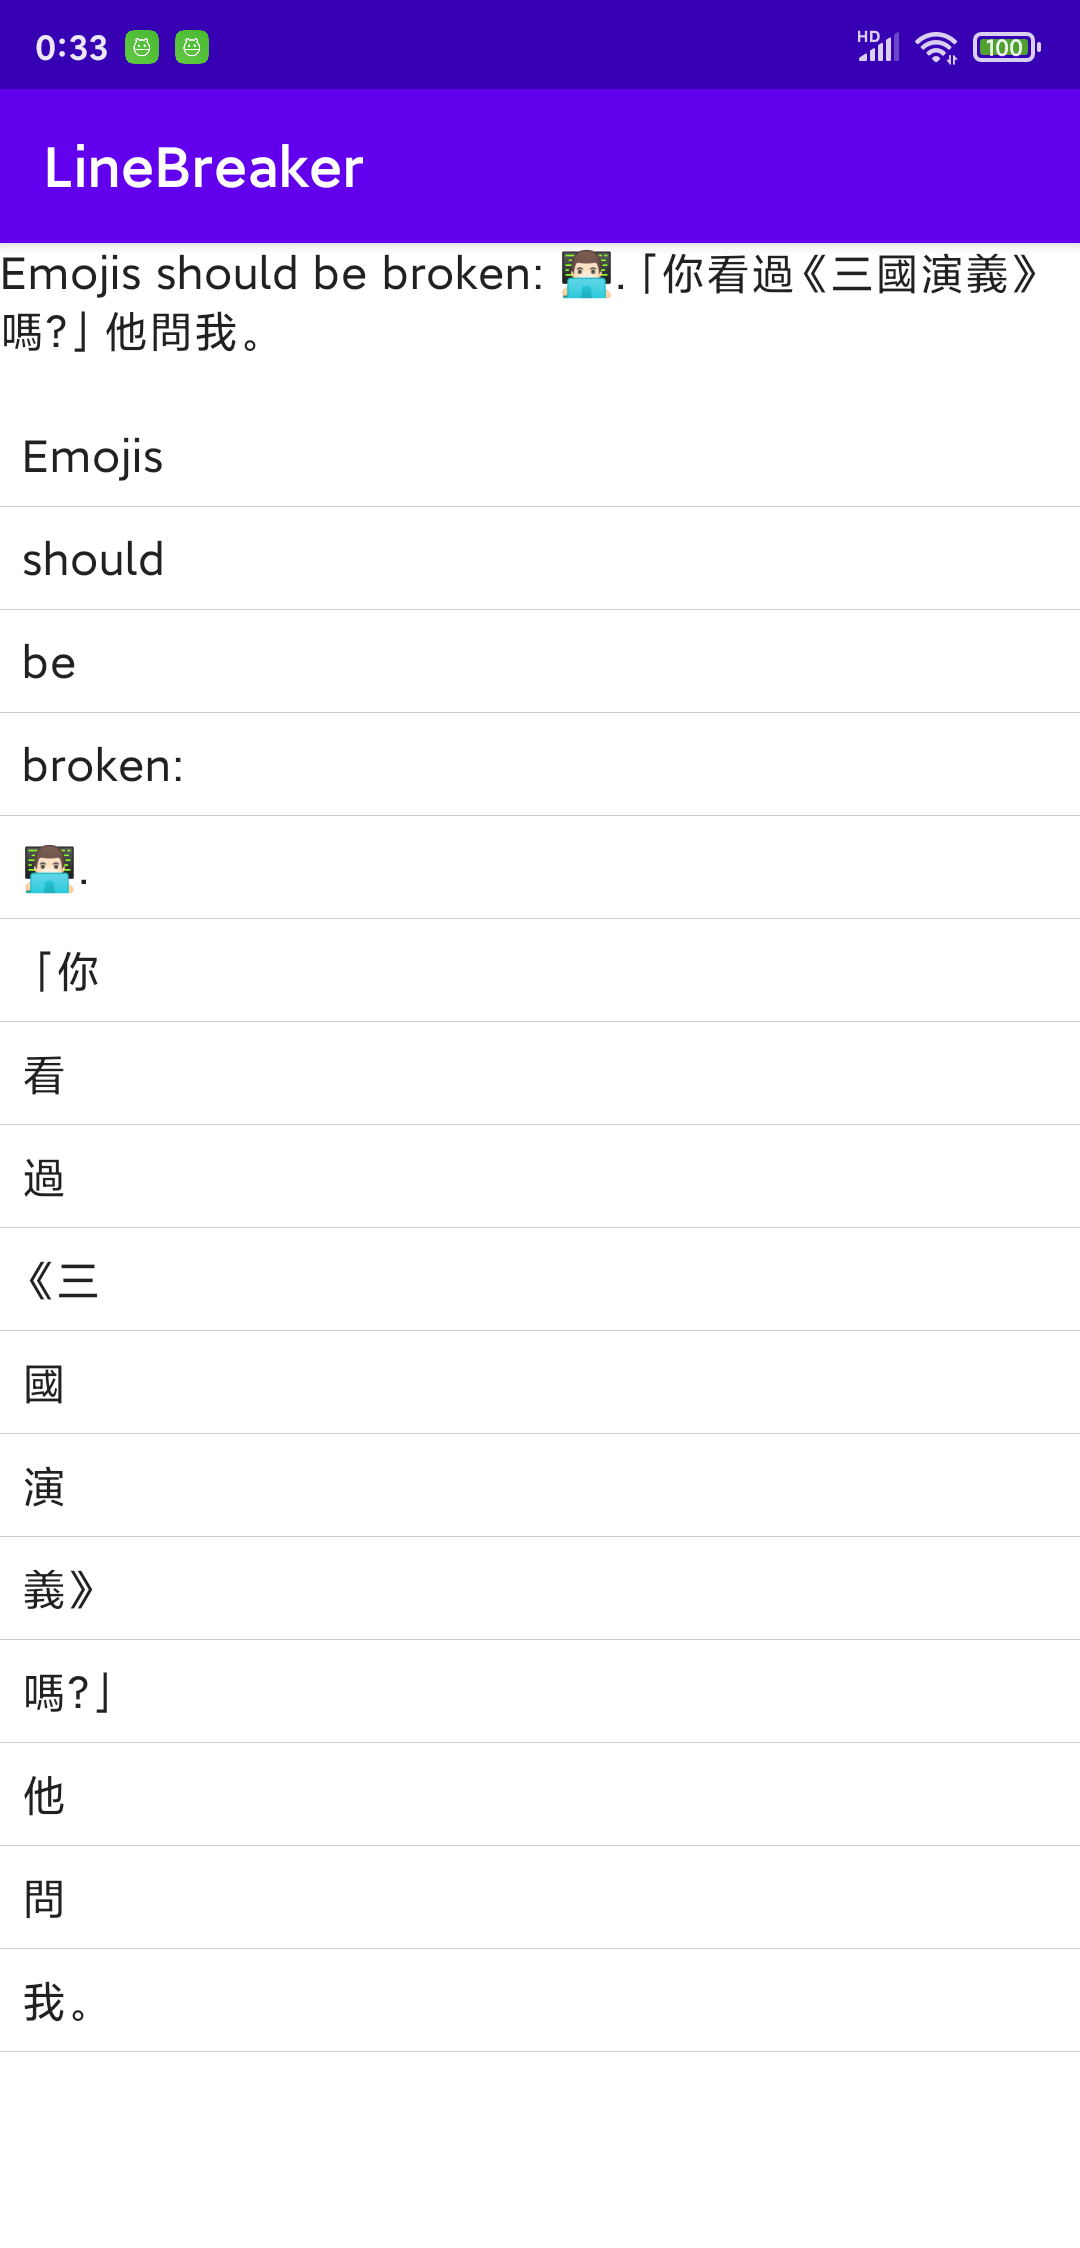 0:33
HD
100
LineBreaker
Emojis should be broken: 👨🏻‍💻.「你看過《三國演義》
嗎?」他問我。
Emojis
should
be
broken:
👨🏻‍💻.
「你
看
過
《三
國
演
義》
嗎?」
他
問
我。